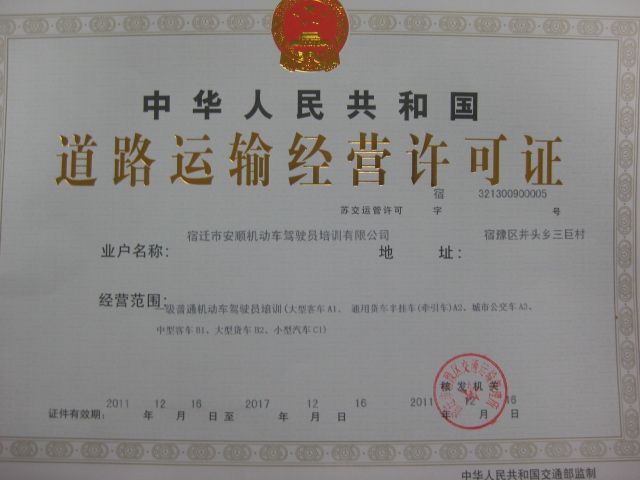 中华人民共和国
道路运输经营许可证
宿 321300900005
苏交运管许可 字 号
业户名称: 宿迁市安顺机动车驾驶员培训有限公司 地 址: 宿豫区井头乡三巨村
经营范围: 一级普通机动车驾驶员培训(大型客车A1、 通用货车半挂车(牵引车)A2、城市公交车A3、
中型客车B1、大型货车B2、小型汽车C1)
核发机关
证件有效期: 2011 年 12 月 16 日 至 2017 年 12 月 16 日 2011 年 12 月 16 日
中华人民共和国交通部监制